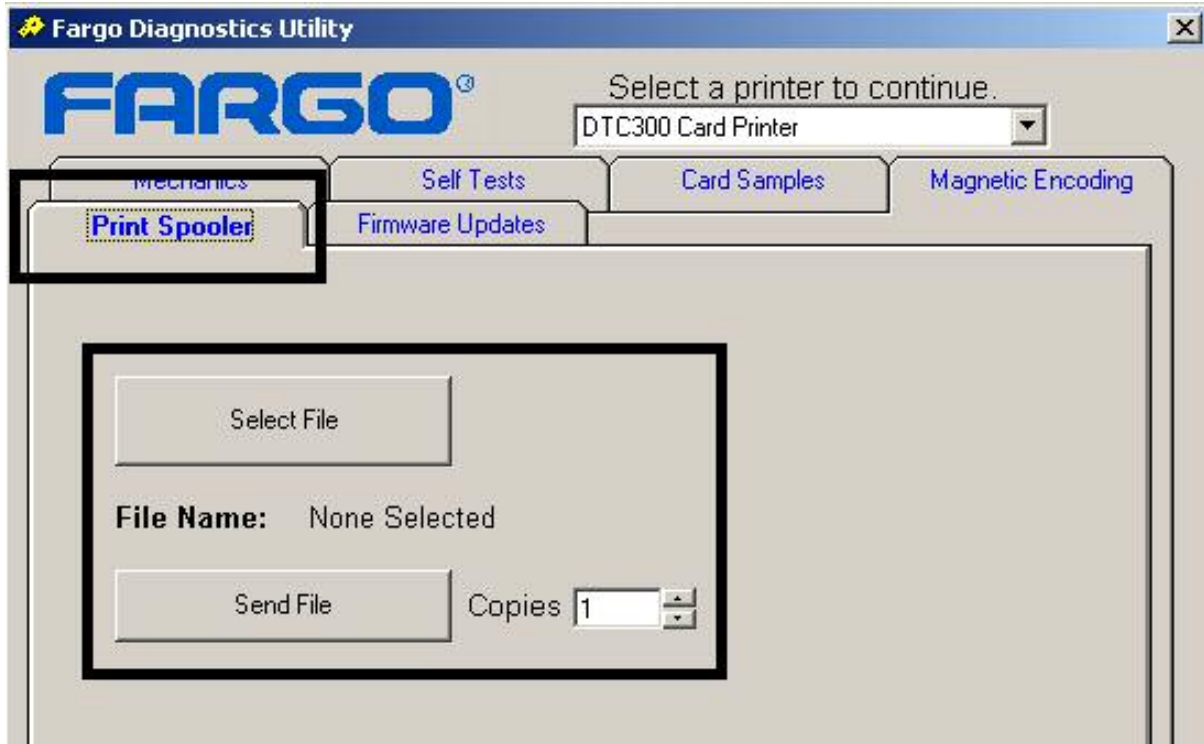 Fargo Diagnostics Utility
FARGO®
Select a printer to continue.
DTC300 Card Printer
Mechanics
Self Tests
Card Samples
Magnetic Encoding
Print Spooler
Firmware Updates
Select File
File Name: None Selected
Send File
Copies 1